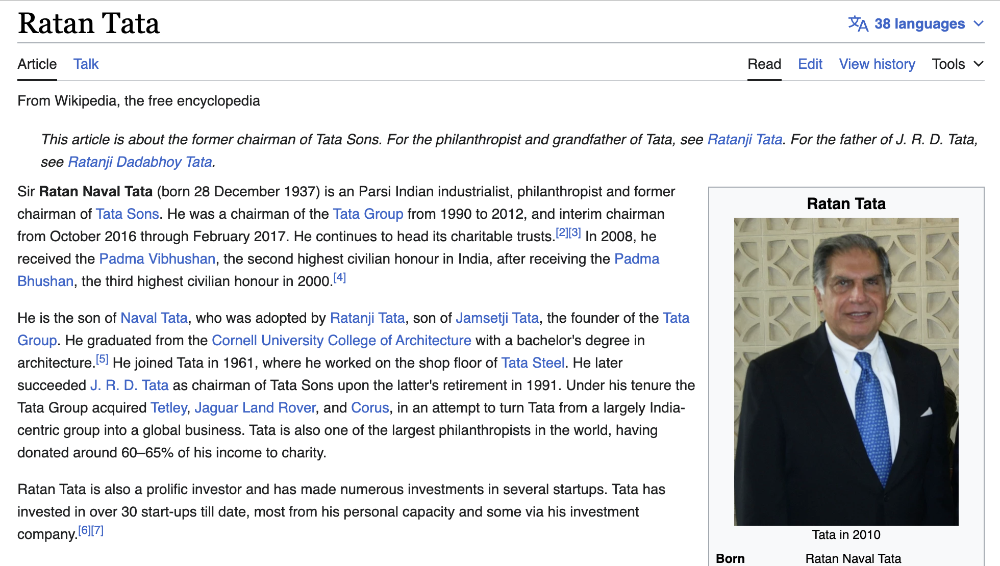 Ratan Tata
38 languages
Article Talk Read Edit View history Tools
From Wikipedia, the free encyclopedia
This article is about the former chairman of Tata Sons. For the philanthropist and grandfather of Tata, see Ratanji Tata. For the father of J. R. D. Tata,
see Ratanji Dadabhoy Tata.
Sir Ratan Naval Tata (born 28 December 1937) is an Parsi Indian industrialist, philanthropist and former
chairman of Tata Sons. He was a chairman of the Tata Group from 1990 to 2012, and interim chairman
from October 2016 through February 2017. He continues to head its charitable trusts.[2][3] In 2008, he
received the Padma Vibhushan, the second highest civilian honour in India, after receiving the Padma
Bhushan, the third highest civilian honour in 2000.[4]
He is the son of Naval Tata, who was adopted by Ratanji Tata, son of Jamsetji Tata, the founder of the Tata
Group. He graduated from the Cornell University College of Architecture with a bachelor's degree in
architecture.[5] He joined Tata in 1961, where he worked on the shop floor of Tata Steel. He later
succeeded J. R. D. Tata as chairman of Tata Sons upon the latter's retirement in 1991. Under his tenure the
Tata Group acquired Tetley, Jaguar Land Rover, and Corus, in an attempt to turn Tata from a largely India-
centric group into a global business. Tata is also one of the largest philanthropists in the world, having
donated around 60–65% of his income to charity.
Ratan Tata is also a prolific investor and has made numerous investments in several startups. Tata has
invested in over 30 start-ups till date, most from his personal capacity and some via his investment
company.[6][7]
Ratan Tata
Tata in 2010
Born Ratan Naval Tata